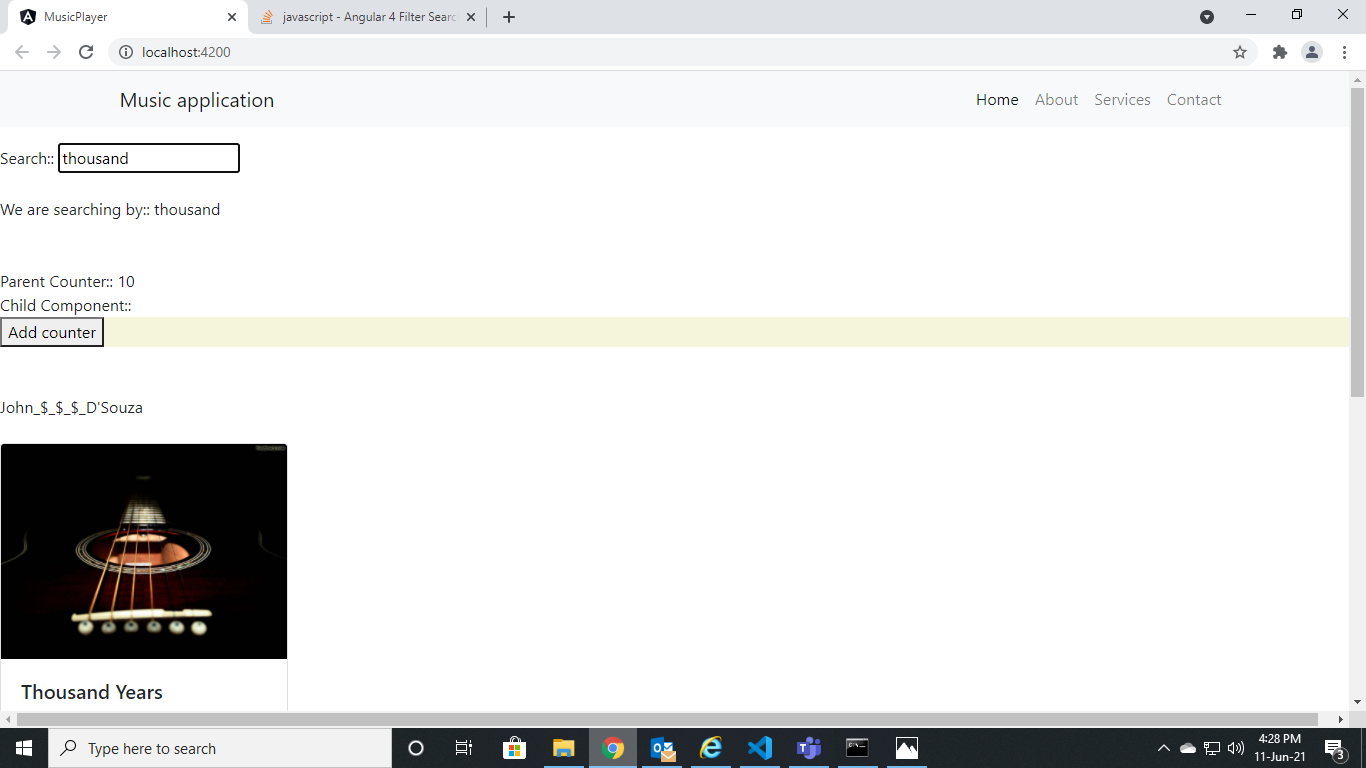 MusicPlayer
javascript - Angular 4 Filter Searc
localhost:4200
Music application
Home About Services Contact
Search:: thousand
We are searching by:: thousand
Parent Counter:: 10
Child Component::
Add counter
John_$_$_$_D'Souza
Thousand Years
Type here to search
4:28 PM
11-Jun-21
3